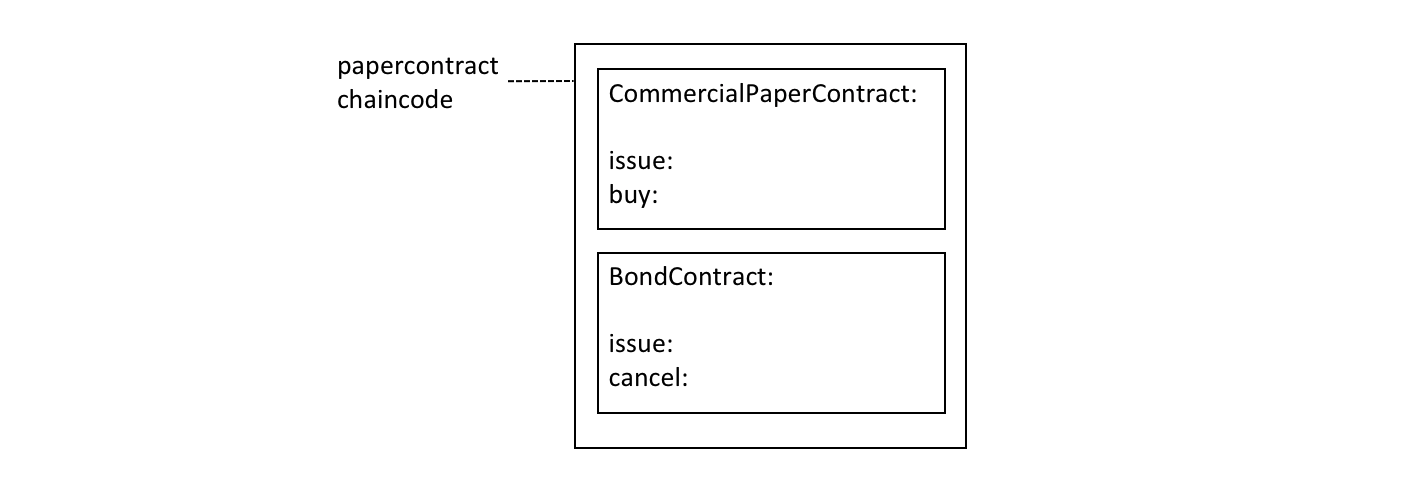 papercontract
chaincode
CommercialPaperContract:
issue:
buy:
BondContract:
issue:
cancel: